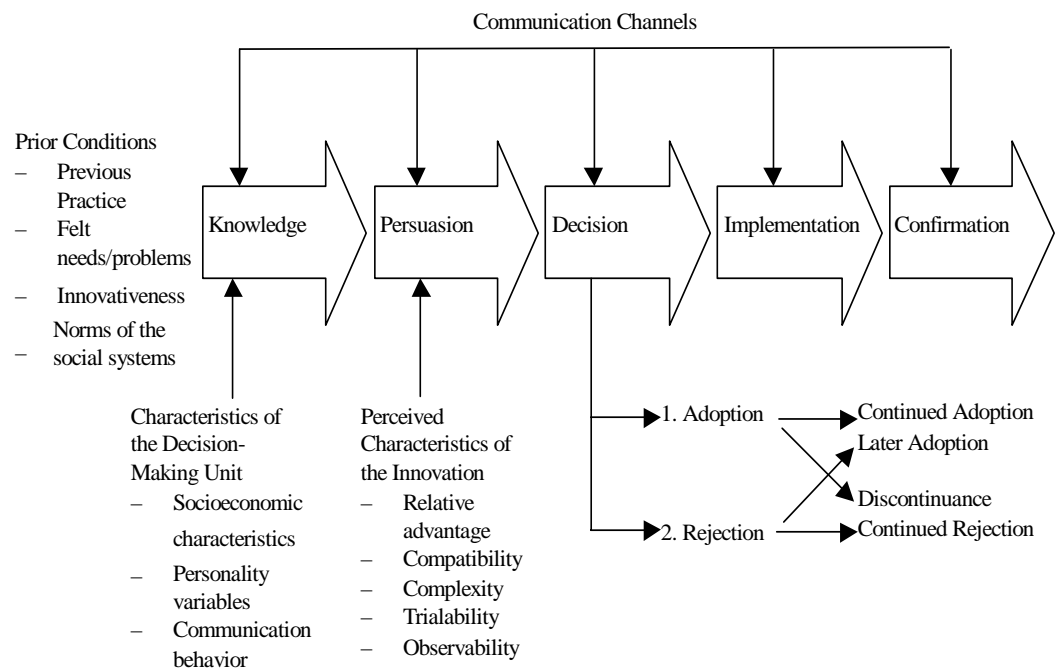 Communication Channels
Prior Conditions
– Previous
Practice
– Felt
needs/problems
– Innovativeness
– Norms of the
social systems
Knowledge
Persuasion
Decision
Implementation
Confirmation
Characteristics of
the Decision-
Making Unit
– Socioeconomic
characteristics
– Personality
variables
– Communication
behavior
Perceived
Characteristics of
the Innovation
– Relative
advantage
– Compatibility
– Complexity
– Trialability
– Observability
1. Adoption
2. Rejection
Continued Adoption
Later Adoption
Discontinuance
Continued Rejection